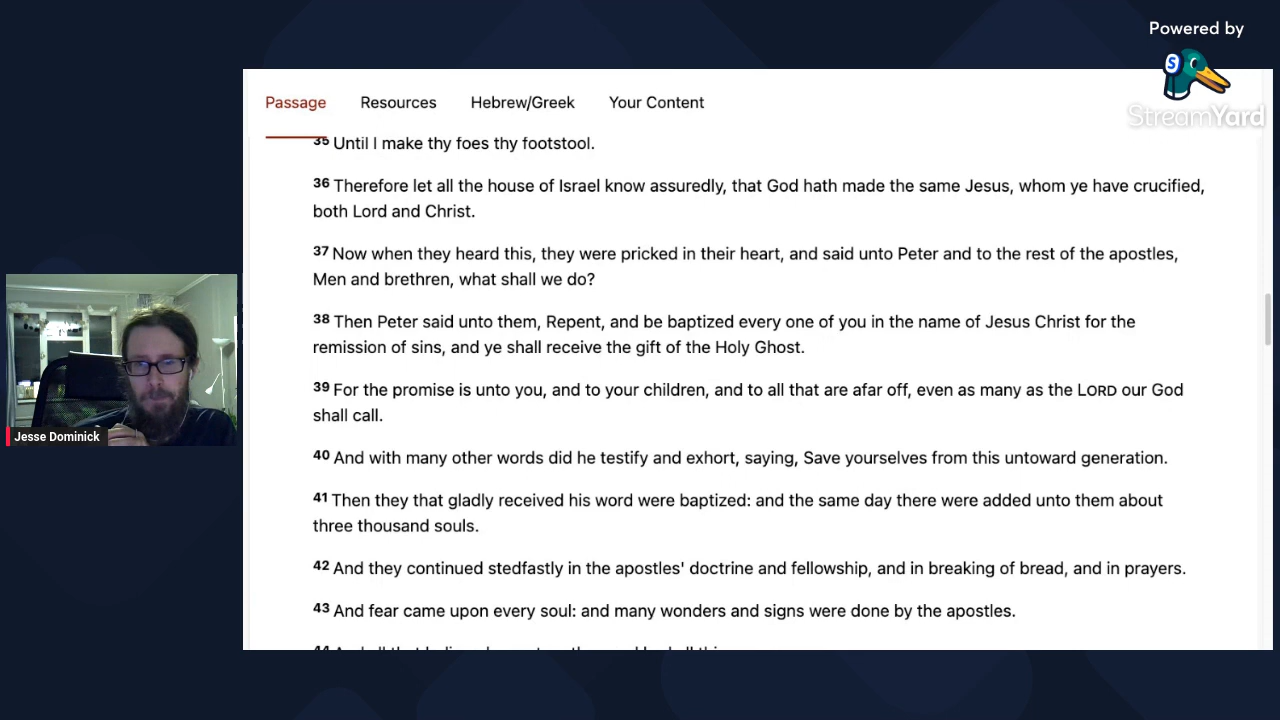 Powered by
StreamYard
Passage Resources Hebrew/Greek Your Content
35 Until I make thy foes thy footstool.
36 Therefore let all the house of Israel know assuredly, that God hath made the same Jesus, whom ye have crucified,
both Lord and Christ.
37 Now when they heard this, they were pricked in their heart, and said unto Peter and to the rest of the apostles,
Men and brethren, what shall we do?
38 Then Peter said unto them, Repent, and be baptized every one of you in the name of Jesus Christ for the
remission of sins, and ye shall receive the gift of the Holy Ghost.
39 For the promise is unto you, and to your children, and to all that are afar off, even as many as the LORD our God
shall call.
40 And with many other words did he testify and exhort, saying, Save yourselves from this untoward generation.
41 Then they that gladly received his word were baptized: and the same day there were added unto them about
three thousand souls.
42 And they continued stedfastly in the apostles' doctrine and fellowship, and in breaking of bread, and in prayers.
43 And fear came upon every soul: and many wonders and signs were done by the apostles.
Jesse Dominick